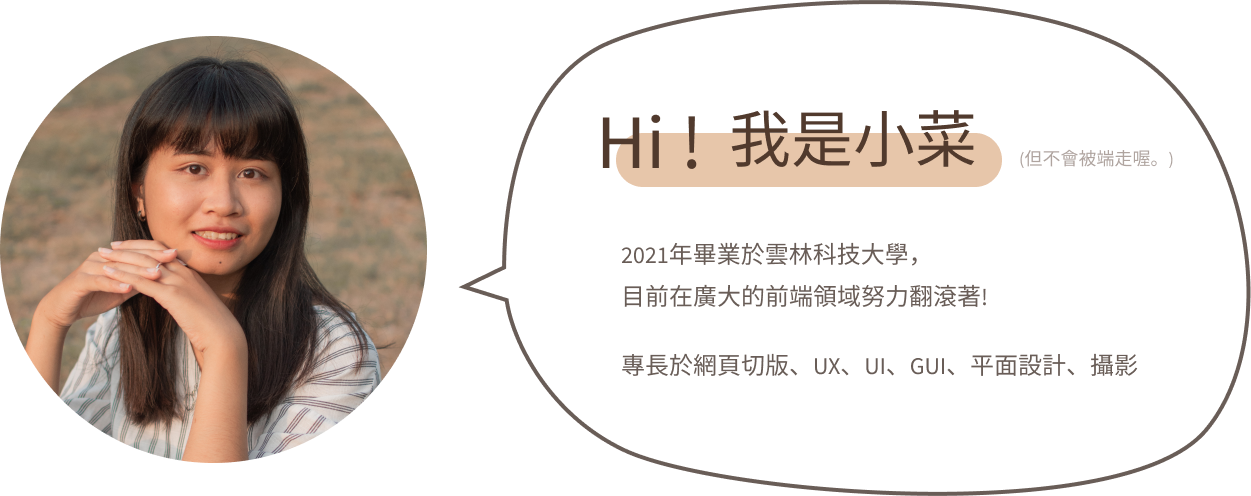 Hi！我是小菜
(但不會被端走喔。)
2021年畢業於雲林科技大學，
目前在廣大的前端領域努力翻滾著!
專長於網頁切版、UX、UI、GUI、平面設計、攝影